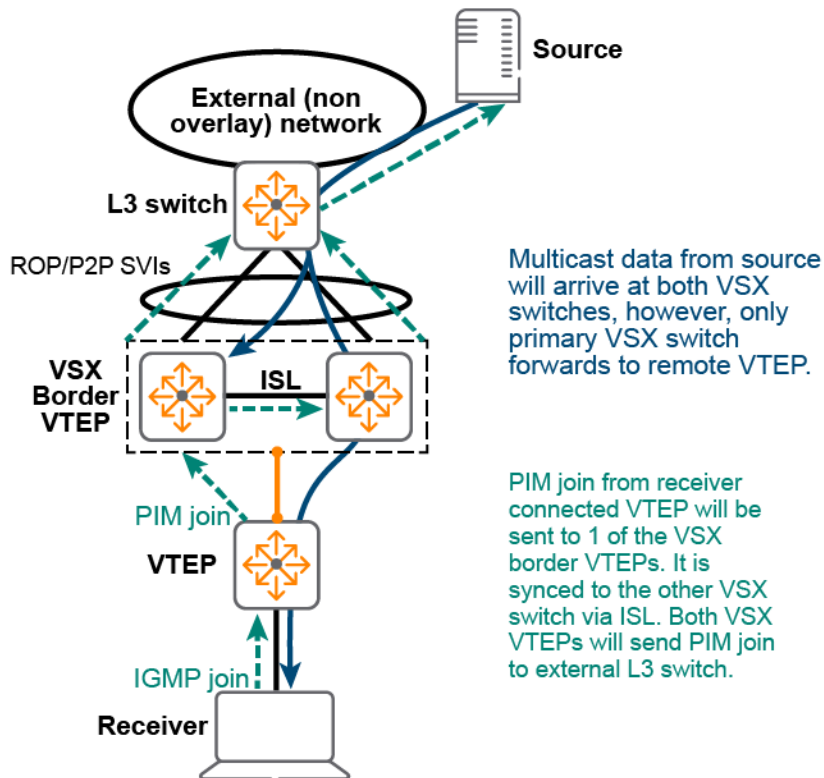 Source
External (non
overlay) network
L3 switch
ROP/P2P SVIs
Multicast data from source
will arrive at both VSX
switches, however, only
primary VSX switch
forwards to remote VTEP.
VSX
Border
VTEP
ISL
PIM join
VTEP
PIM join from receiver
connected VTEP will be
sent to 1 of the VSX
border VTEPs. It is
synced to the other VSX
switch via ISL. Both VSX
VTEPs will send PIM join
to external L3 switch.
IGMP join
Receiver